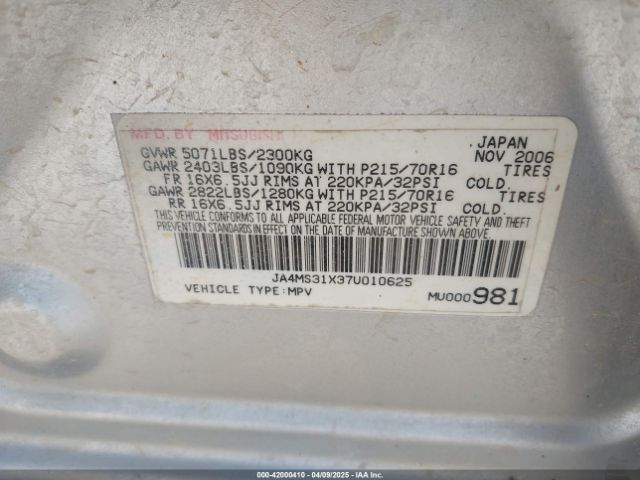 MFD. BY MITSUBISHI JAPAN
GVWR 5071LBS/2300KG NOV 2006
GAWR 2403LBS/1090KG WITH P215/70R16 TIRES
FR 16X6.5JJ RIMS AT 220KPA/32PSI COLD.
GAWR 2822LBS/1280KG WITH P215/70R16 TIRES
RR 16X6.5JJ RIMS AT 220KPA/32PSI COLD.
THIS VEHICLE CONFORMS TO ALL APPLICABLE FEDERAL MOTOR VEHICLE SAFETY AND THEFT
PREVENTION STANDARDS IN EFFECT ON THE DATE OF MANUFACTURE SHOWN ABOVE.
JA4MS31X37U010625
VEHICLE TYPE:MPV MU000981
000-42000410 | 04/09/2025 | Copart IAA